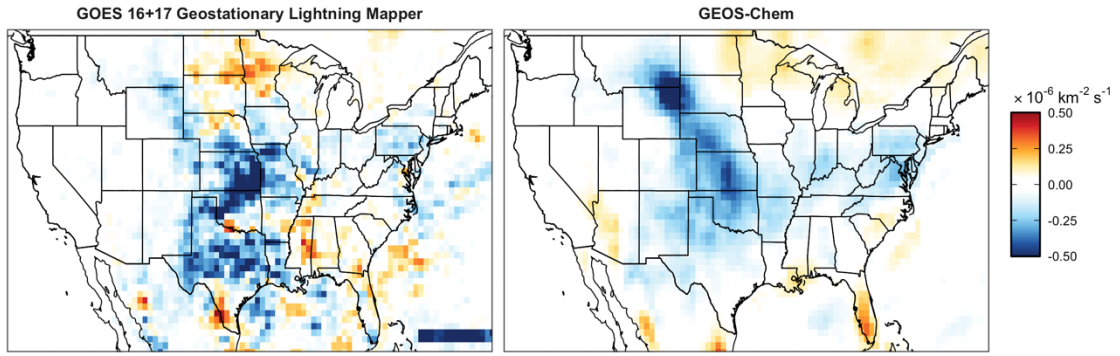 GOES 16+17 Geostationary Lightning Mapper
GEOS-Chem
× 10⁻⁶ km⁻² s⁻¹
0.50
0.25
0.00
-0.25
-0.50